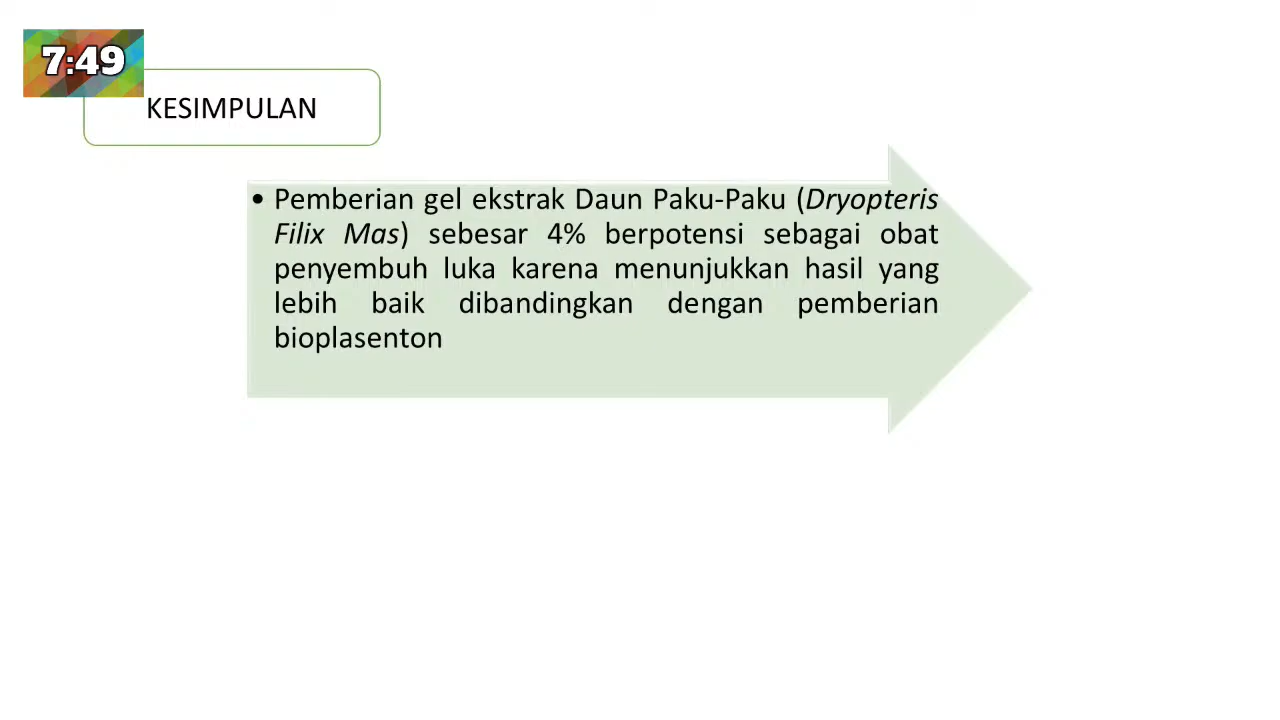 7:49
KESIMPULAN
• Pemberian gel ekstrak Daun Paku-Paku (Dryopteris
Filix Mas) sebesar 4% berpotensi sebagai obat
penyembuh luka karena menunjukkan hasil yang
lebih baik dibandingkan dengan pemberian
bioplasenton